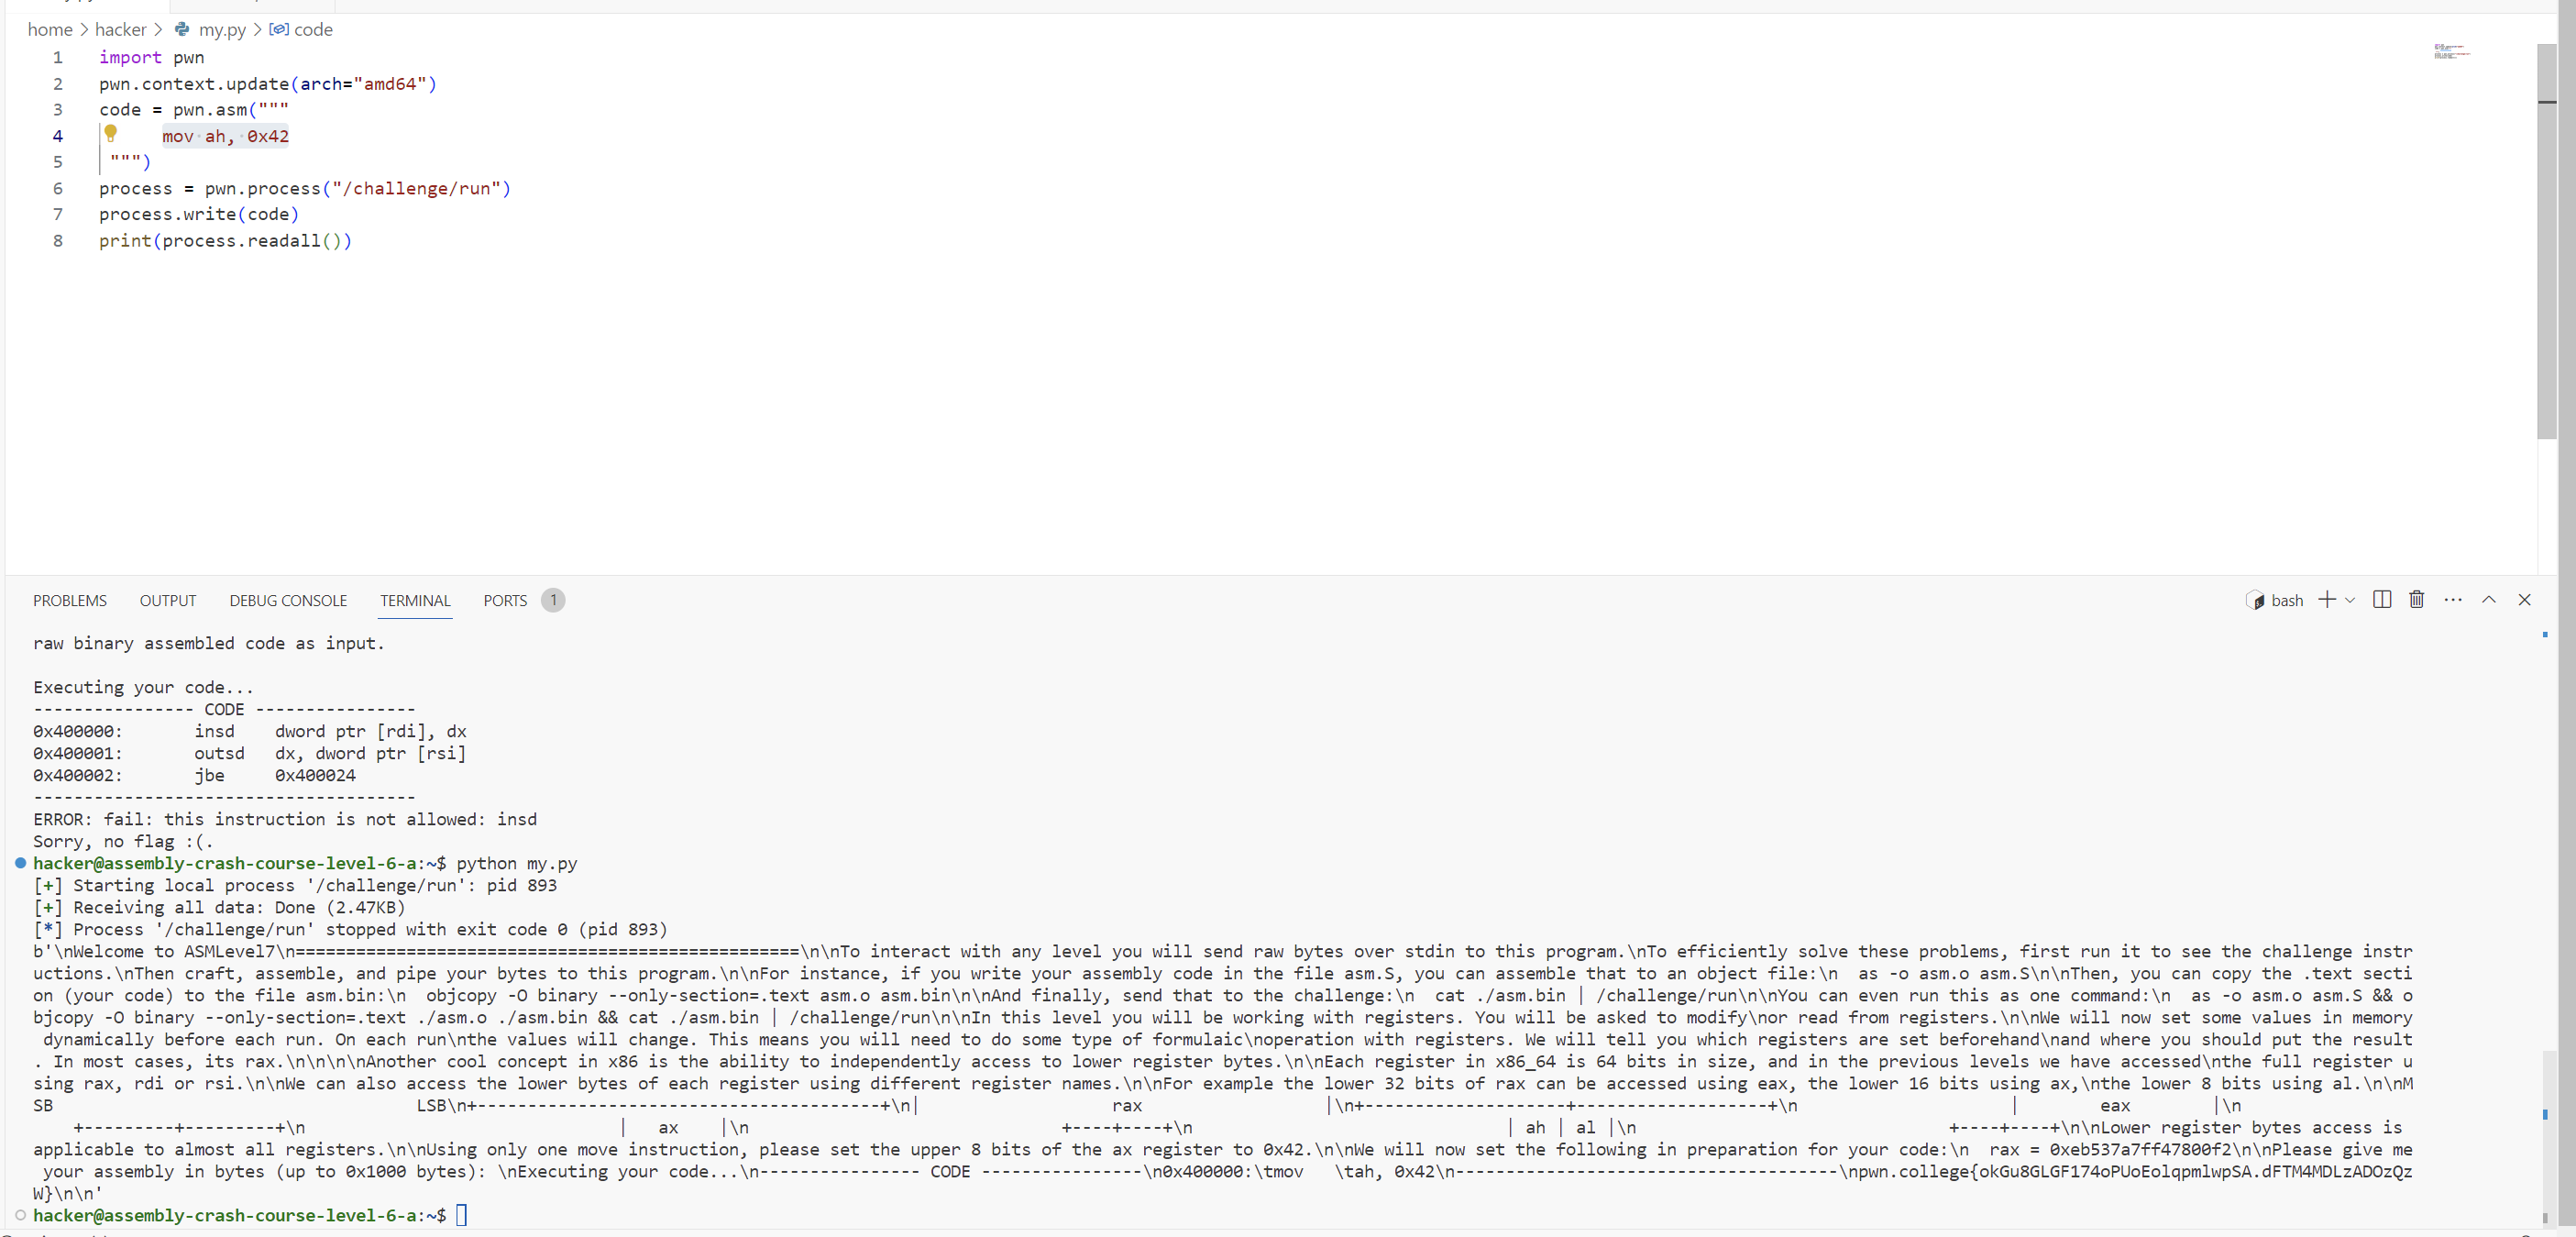 home > hacker > my.py > code
1 import pwn
2 pwn.context.update(arch="amd64")
3 code = pwn.asm("""
4 mov ah, 0x42
5 """)
6 process = pwn.process("/challenge/run")
7 process.write(code)
8 print(process.readall())
PROBLEMS OUTPUT DEBUG CONSOLE TERMINAL PORTS 1 bash
raw binary assembled code as input.
Executing your code...
---------------- CODE ----------------
0x400000: insd dword ptr [rdi], dx
0x400001: outsd dx, dword ptr [rsi]
0x400002: jbe 0x400024
--------------------------------------
ERROR: fail: this instruction is not allowed: insd
Sorry, no flag :(.
hacker@assembly-crash-course-level-6-a:~$ python my.py
[+] Starting local process '/challenge/run': pid 893
[+] Receiving all data: Done (2.47KB)
[*] Process '/challenge/run' stopped with exit code 0 (pid 893)
b'\nWelcome to ASMLevel7\n==================================================\n\nTo interact with any level you will send raw bytes over stdin to this program.\nTo efficiently solve these problems, first run it to see the challenge instr
uctions.\nThen craft, assemble, and pipe your bytes to this program.\n\nFor instance, if you write your assembly code in the file asm.S, you can assemble that to an object file:\n  as -o asm.o asm.S\n\nThen, you can copy the .text secti
on (your code) to the file asm.bin:\n  objcopy -O binary --only-section=.text asm.o asm.bin\n\nAnd finally, send that to the challenge:\n  cat ./asm.bin | /challenge/run\n\nYou can even run this as one command:\n  as -o asm.o asm.S && o
bjcopy -O binary --only-section=.text ./asm.o ./asm.bin && cat ./asm.bin | /challenge/run\n\nIn this level you will be working with registers. You will be asked to modify\nor read from registers.\n\nWe will now set some values in memory
 dynamically before each run. On each run\nthe values will change. This means you will need to do some type of formulaic\noperation with registers. We will tell you which registers are set beforehand\nand where you should put the result
. In most cases, its rax.\n\n\n\nAnother cool concept in x86 is the ability to independently access to lower register bytes.\n\nEach register in x86_64 is 64 bits in size, and in the previous levels we have accessed\nthe full register u
sing rax, rdi or rsi.\n\nWe can also access the lower bytes of each register using different register names.\n\nFor example the lower 32 bits of rax can be accessed using eax, the lower 16 bits using ax,\nthe lower 8 bits using al.\n\nM
SB                                    LSB\n+----------------------------------------+\n|                   rax                  |\n+--------------------+-------------------+\n                     |        eax        |\n
    +---------+---------+\n                               |   ax    |\n                               +----+----+\n                               | ah | al |\n                               +----+----+\n\nLower register bytes access is 
applicable to almost all registers.\n\nUsing only one move instruction, please set the upper 8 bits of the ax register to 0x42.\n\nWe will now set the following in preparation for your code:\n  rax = 0xeb537a7ff47800f2\n\nPlease give me
 your assembly in bytes (up to 0x1000 bytes): \nExecuting your code...\n---------------- CODE ----------------\n0x400000:\tmov   \tah, 0x42\n--------------------------------------\npwn.college{okGu8GLGF174oPUoEolqpmlwpSA.dFTM4MDLzADOzQz
W}\n\n'
hacker@assembly-crash-course-level-6-a:~$